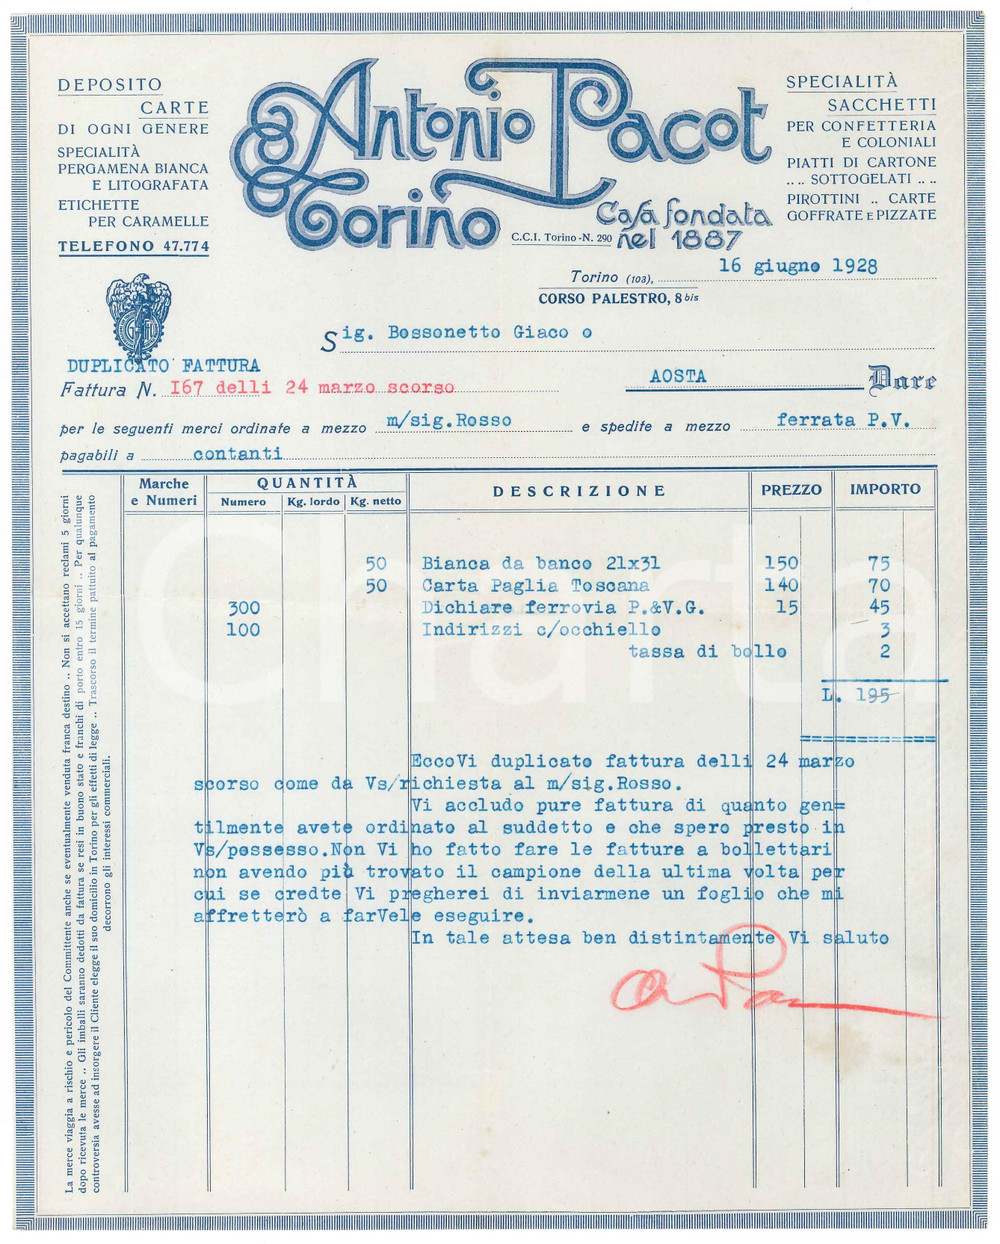 DEPOSITO
CARTE
DI OGNI GENERE
SPECIALITÀ
PERGAMENA BIANCA
E LITOGRAFATA
ETICHETTE
PER CARAMELLE
TELEFONO 47.774
Antonio Pacot
Torino
Casa fondata
nel 1887
C.C.I. Torino - N. 290
SPECIALITÀ
SACCHETTI
PER CONFETTERIA
E COLONIALI
PIATTI DI CARTONE
.. .. SOTTOGELATI .. ..
PIROTTINI .. CARTE
GOFFRATE E PIZZATE
Torino (103), 16 giugno 1928
CORSO PALESTRO, 8 bis
Sig. Bossonetto Giaco o
DUPLICATO FATTURA
Fattura N. I67 delli 24 marzo scorso
AOSTA Dare
per le seguenti merci ordinate a mezzo m/sig.Rosso e spedite a mezzo ferrata P.V.
pagabili a contanti
Marche e Numeri QUANTITÀ DESCRIZIONE PREZZO IMPORTO
Numero Kg. lordo Kg. netto
50 Bianca da banco 21x31 150 75
50 Carta Paglia Toscana 140 70
300 Dichiare ferrovia P.&V.G. 15 45
100 Indirizzi c/occhiello 3
tassa di bollo 2
L. 195
EccoVi duplicato fattura delli 24 marzo
scorso come da Vs/richiesta al m/sig.Rosso.
Vi accludo pure fattura di quanto gen=
tilmente avete ordinato al suddetto e che spero presto in
Vs/possesso.Non Vi ho fatto fare le fatture a bollettari
non avendo più trovato il campione della ultima volta per
cui se credte Vi pregherei di inviarmene un foglio che mi
affretterò a farVele eseguire.
In tale attesa ben distintamente Vi saluto
La merce viaggia a rischio e pericolo del Committente anche se eventualmente venduta franca destino .. Non si accettano reclami 5 giorni
dopo ricevuta le merce .. Gli imballi saranno dedotti da fattura se resi in buono stato e franchi di porto entro 15 giorni .. Per qualunque
controversia avesse ad insorgere il Cliente elegge il suo domicilio in Torino per gli effetti di legge .. Trascorso il termine pattuito al pagamento
decorrono gli interessi commerciali.
Charta